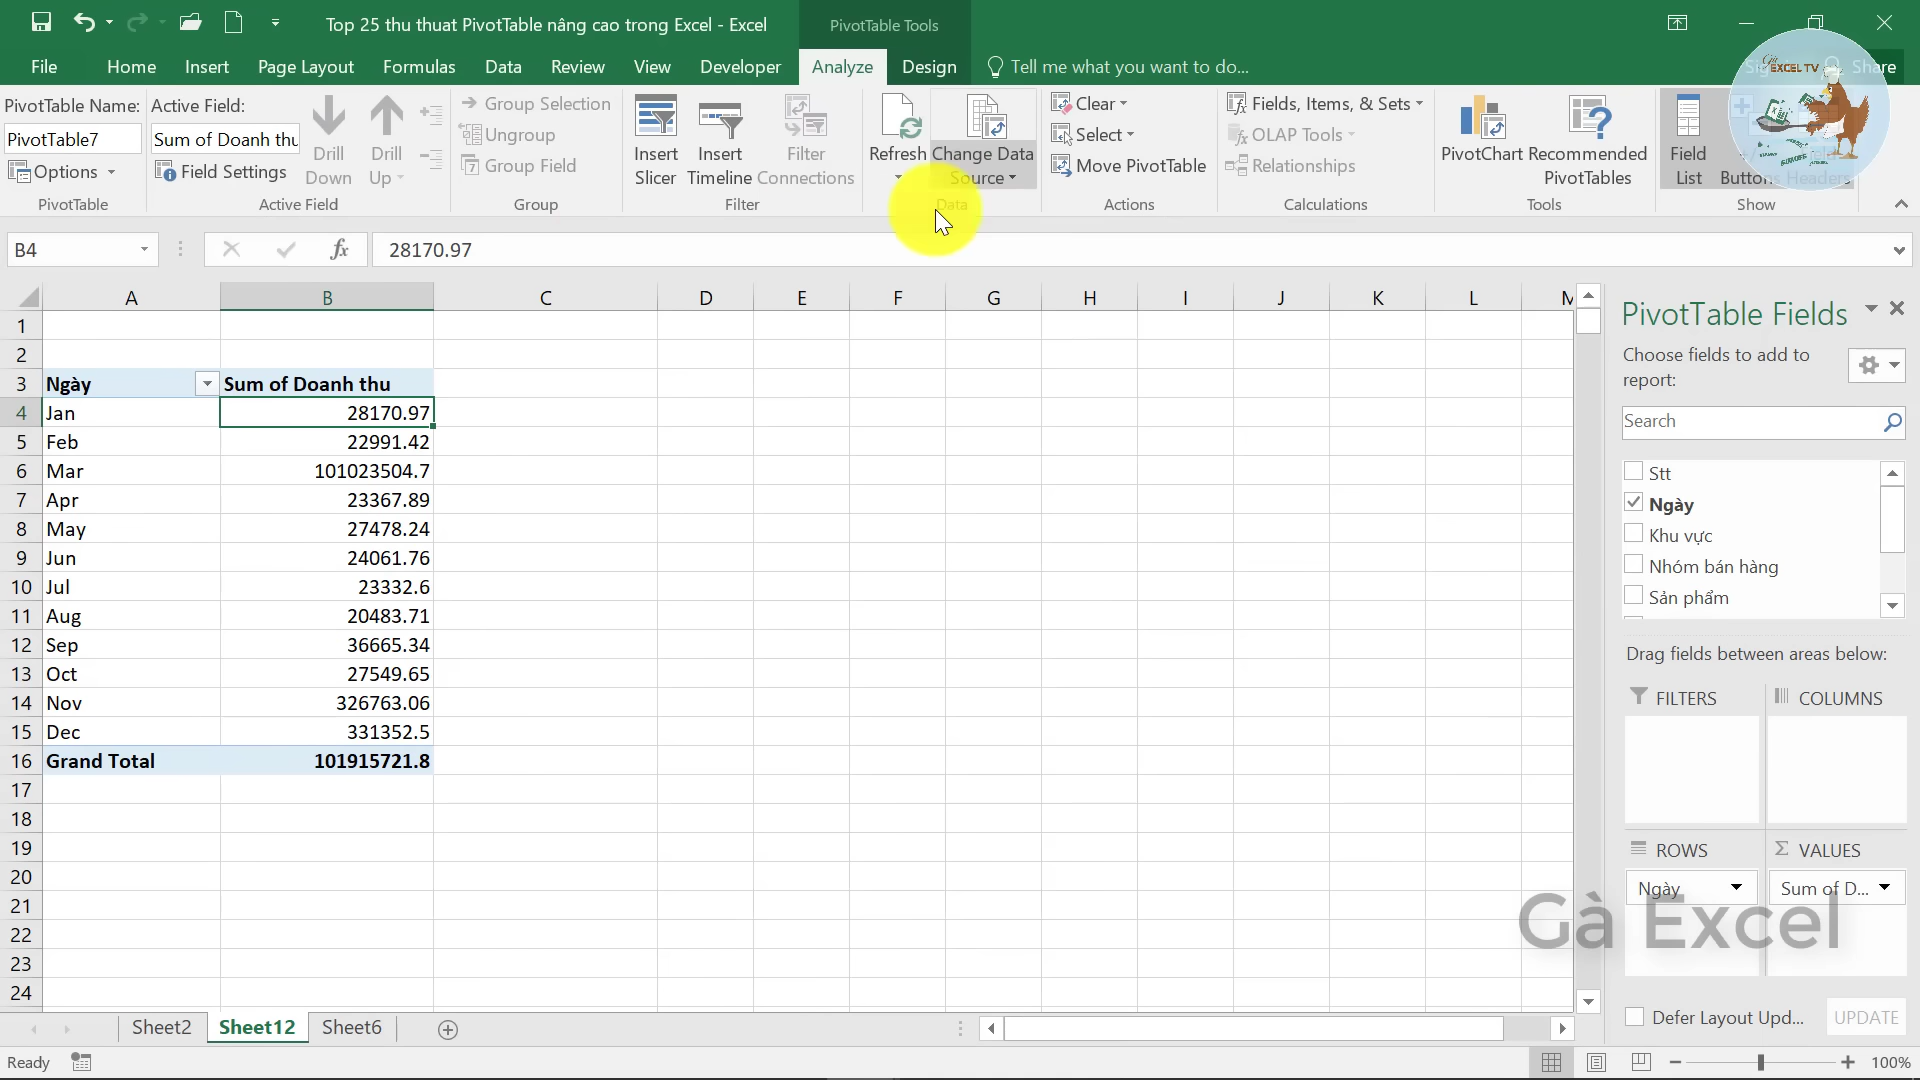 Top 25 thu thuat PivotTable nâng cao trong Excel - Excel
PivotTable Tools
File Home Insert Page Layout Formulas Data Review View Developer Analyze Design Tell me what you want to do... Share
PivotTable Name:
PivotTable7
Options
PivotTable
Active Field:
Sum of Doanh thu
Field Settings
Drill Down
Drill Up
Active Field
Group Selection
Ungroup
Group Field
Group
Insert Slicer
Insert Timeline
Filter Connections
Filter
Refresh
Change Data Source
Data
Clear
Select
Move PivotTable
Actions
Fields, Items, & Sets
OLAP Tools
Relationships
Calculations
PivotChart
Recommended PivotTables
Tools
Field List
Buttons
Headers
Show
Gà
EXCEL TV
B4
fx
28170.97
A B C D E F G H I J K L M
1
2
3 Ngày Sum of Doanh thu
4 Jan 28170.97
5 Feb 22991.42
6 Mar 101023504.7
7 Apr 23367.89
8 May 27478.24
9 Jun 24061.76
10 Jul 23332.6
11 Aug 20483.71
12 Sep 36665.34
13 Oct 27549.65
14 Nov 326763.06
15 Dec 331352.5
16 Grand Total 101915721.8
17
18
19
20
21
22
23
24
PivotTable Fields
Choose fields to add to
report:
Search
Stt
Ngày
Khu vực
Nhóm bán hàng
Sản phẩm
Drag fields between areas below:
FILTERS
COLUMNS
ROWS
VALUES
Ngày
Sum of D...
Gà Excel
Defer Layout Upd...
UPDATE
Sheet2 Sheet12 Sheet6
Ready
100%